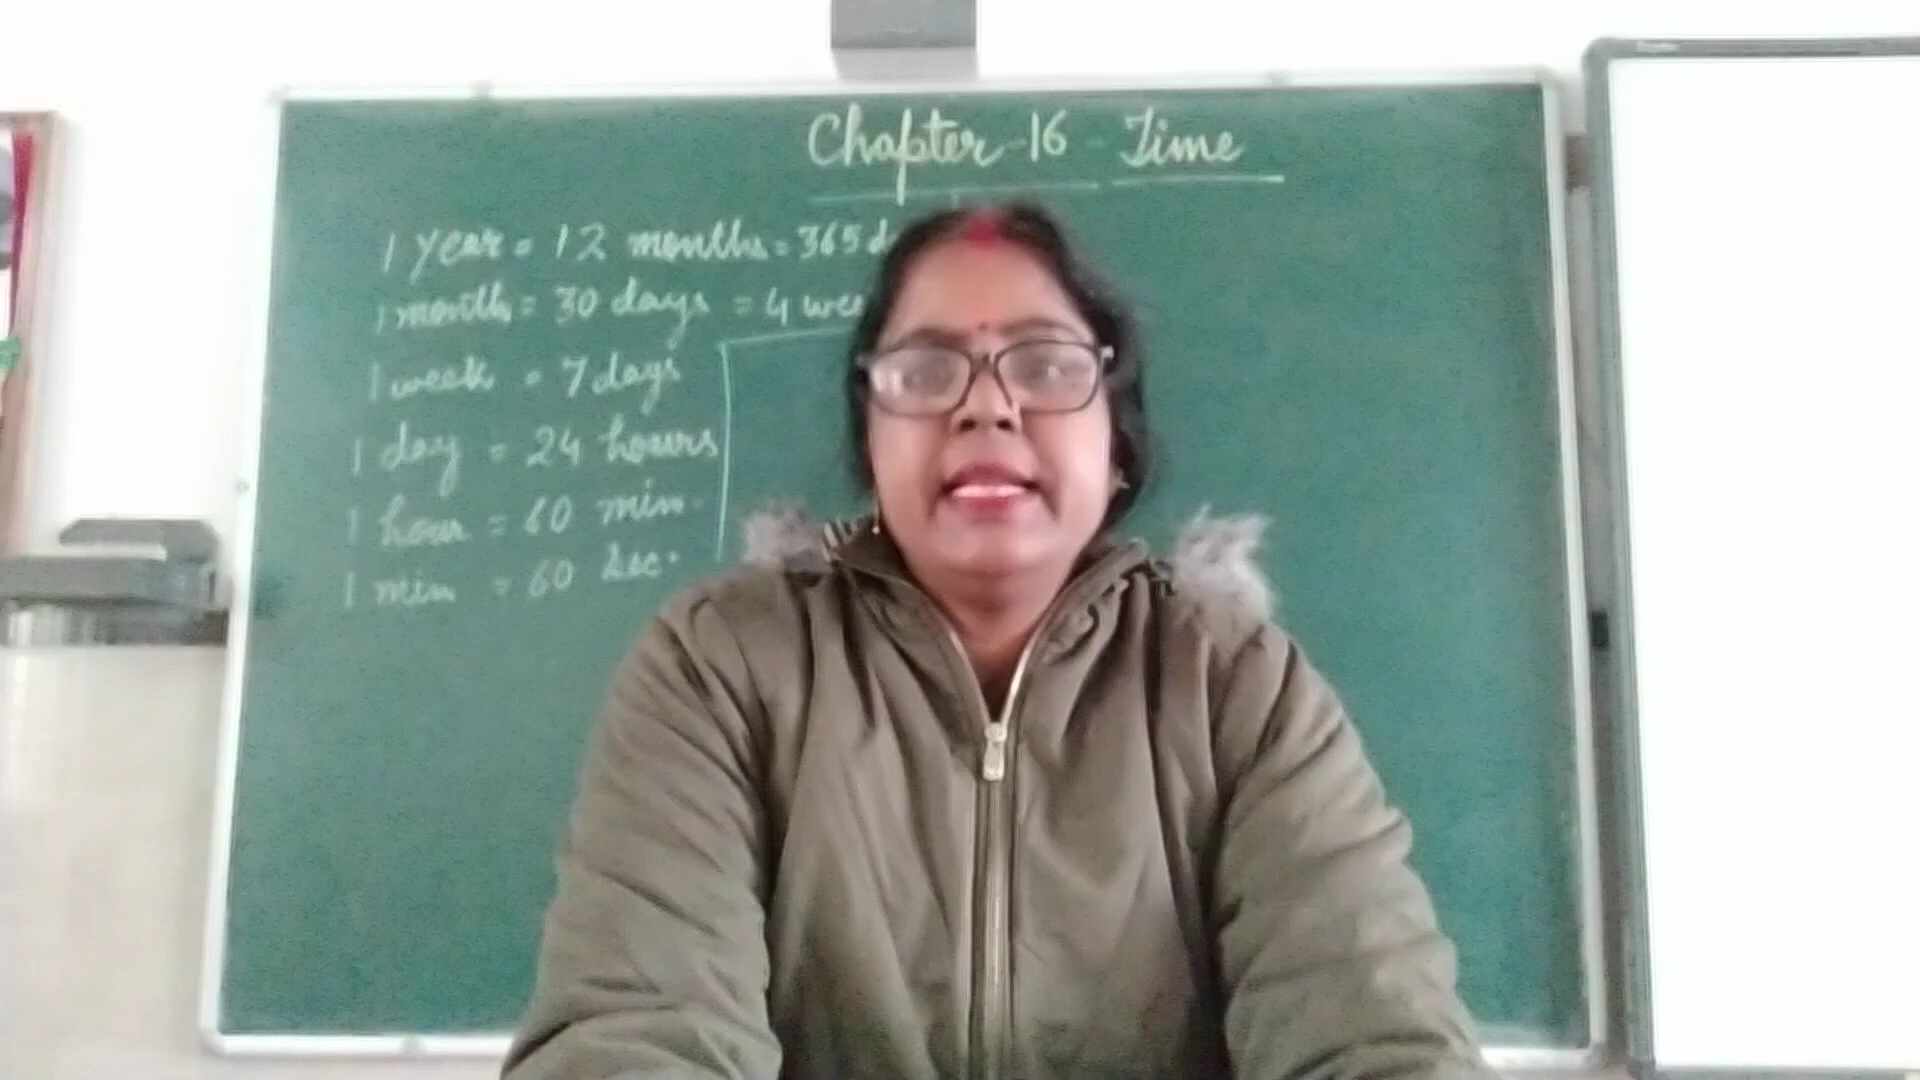 Chapter-16 - Time
1 year = 12 months = 365 d
1 month = 30 days = 4 wee
1 week = 7 days
1 day = 24 hours
1 hour = 60 min.
1 min = 60 sec.